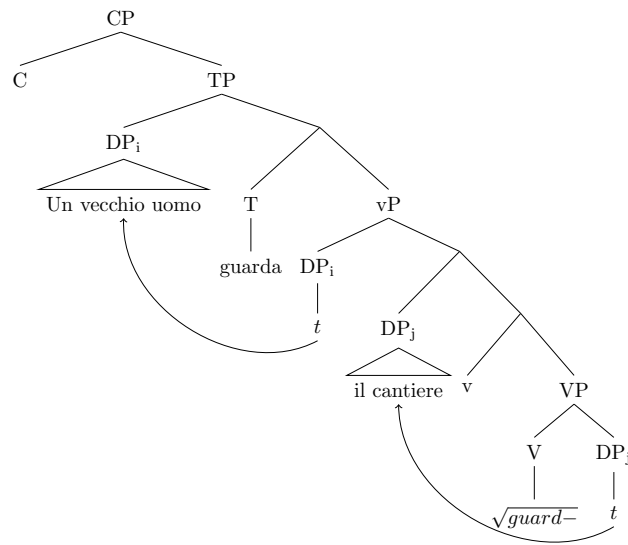 CP
C TP
DPi
Un vecchio uomo T vP
guarda DPi
t DPj
il cantiere v VP
V DPj
√guard− t